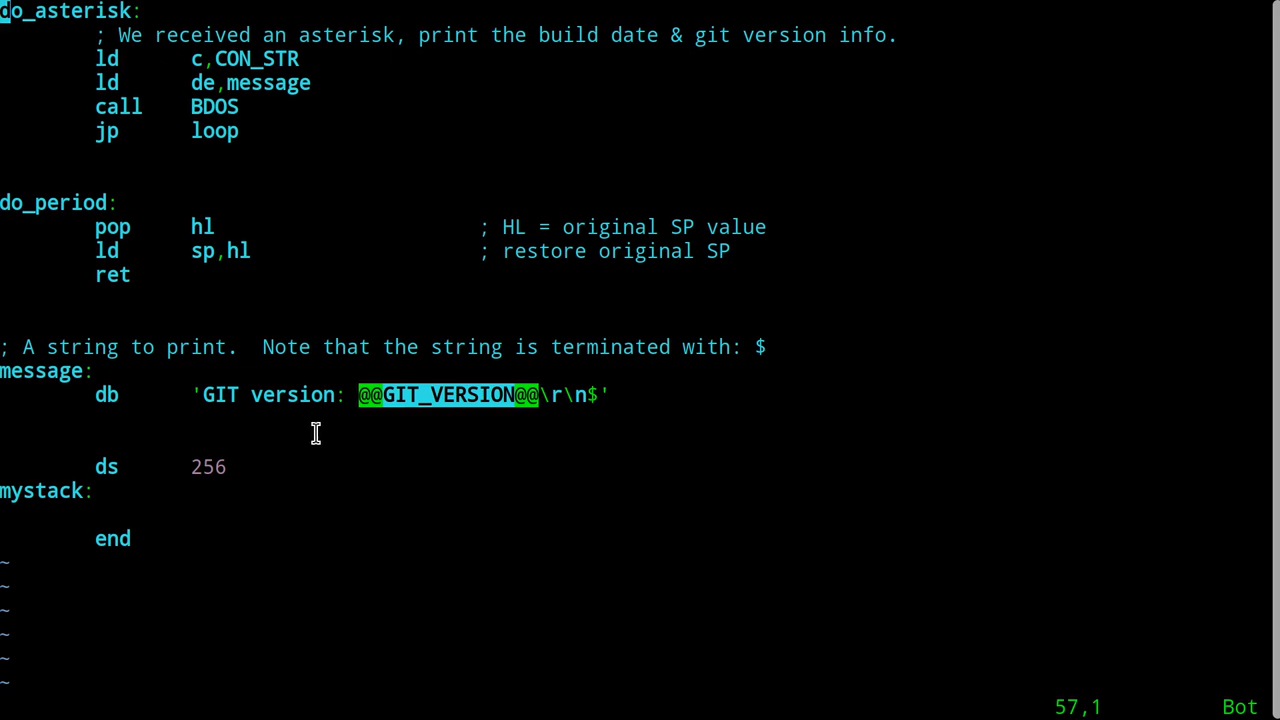 do_asterisk:
; We received an asterisk, print the build date & git version info.
ld c,CON_STR
ld de,message
call BDOS
jp loop
do_period:
pop hl ; HL = original SP value
ld sp,hl ; restore original SP
ret
; A string to print.  Note that the string is terminated with: $
message:
db 'GIT version: @@GIT_VERSION@@\r\n$'
ds 256
mystack:
end
~
~
~
~
~
~
57,1 Bot